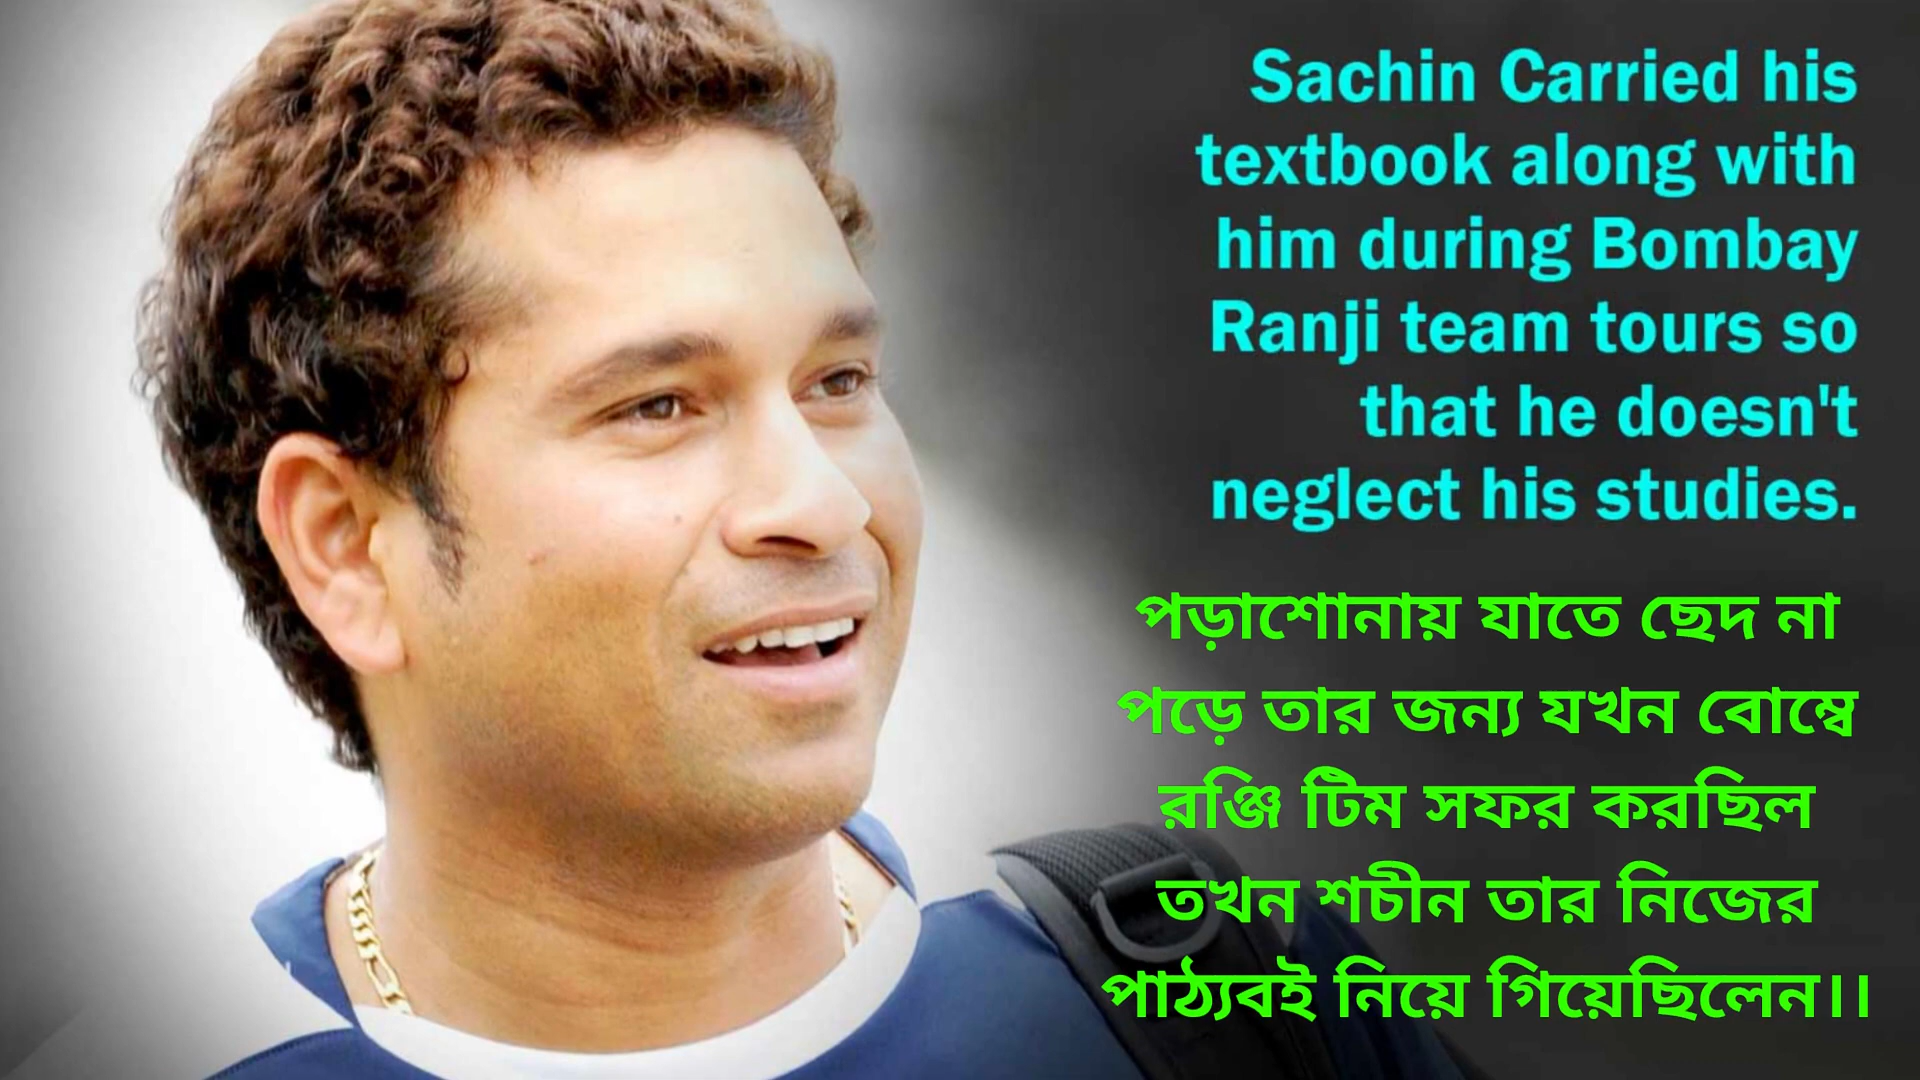 Sachin Carried his
textbook along with
him during Bombay
Ranji team tours so
that he doesn't
neglect his studies.
পড়াশোনায় যাতে ছেদ না
পড়ে তার জন্য যখন বোম্বে
রঞ্জি টিম সফর করছিল
তখন শচীন তার নিজের
পাঠ্যবই নিয়ে গিয়েছিলেন।।